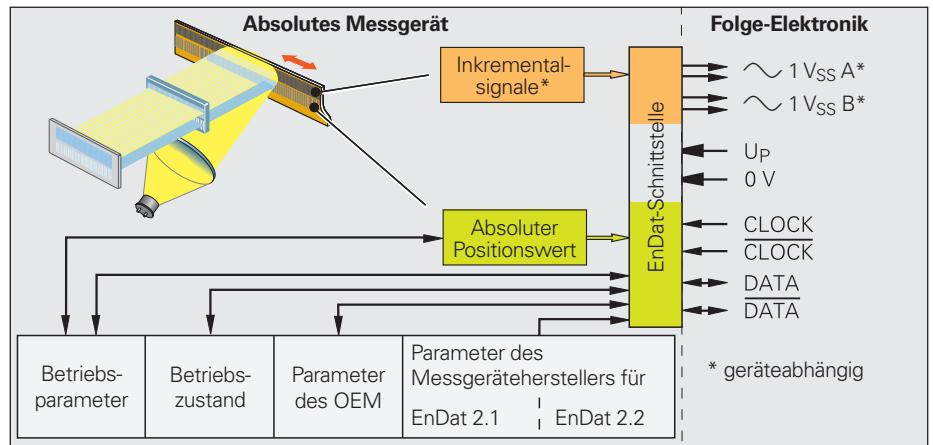 Absolutes Messgerät
Folge-Elektronik
Inkremental-
signale*
1 VSS A*
1 VSS B*
EnDat-Schnittstelle
UP
0 V
Absoluter
Positionswert
CLOCK
CLOCK
DATA
DATA
Betriebs-
parameter
Betriebs-
zustand
Parameter
des OEM
Parameter des
Messgeräteherstellers für
EnDat 2.1
EnDat 2.2
* geräteabhängig